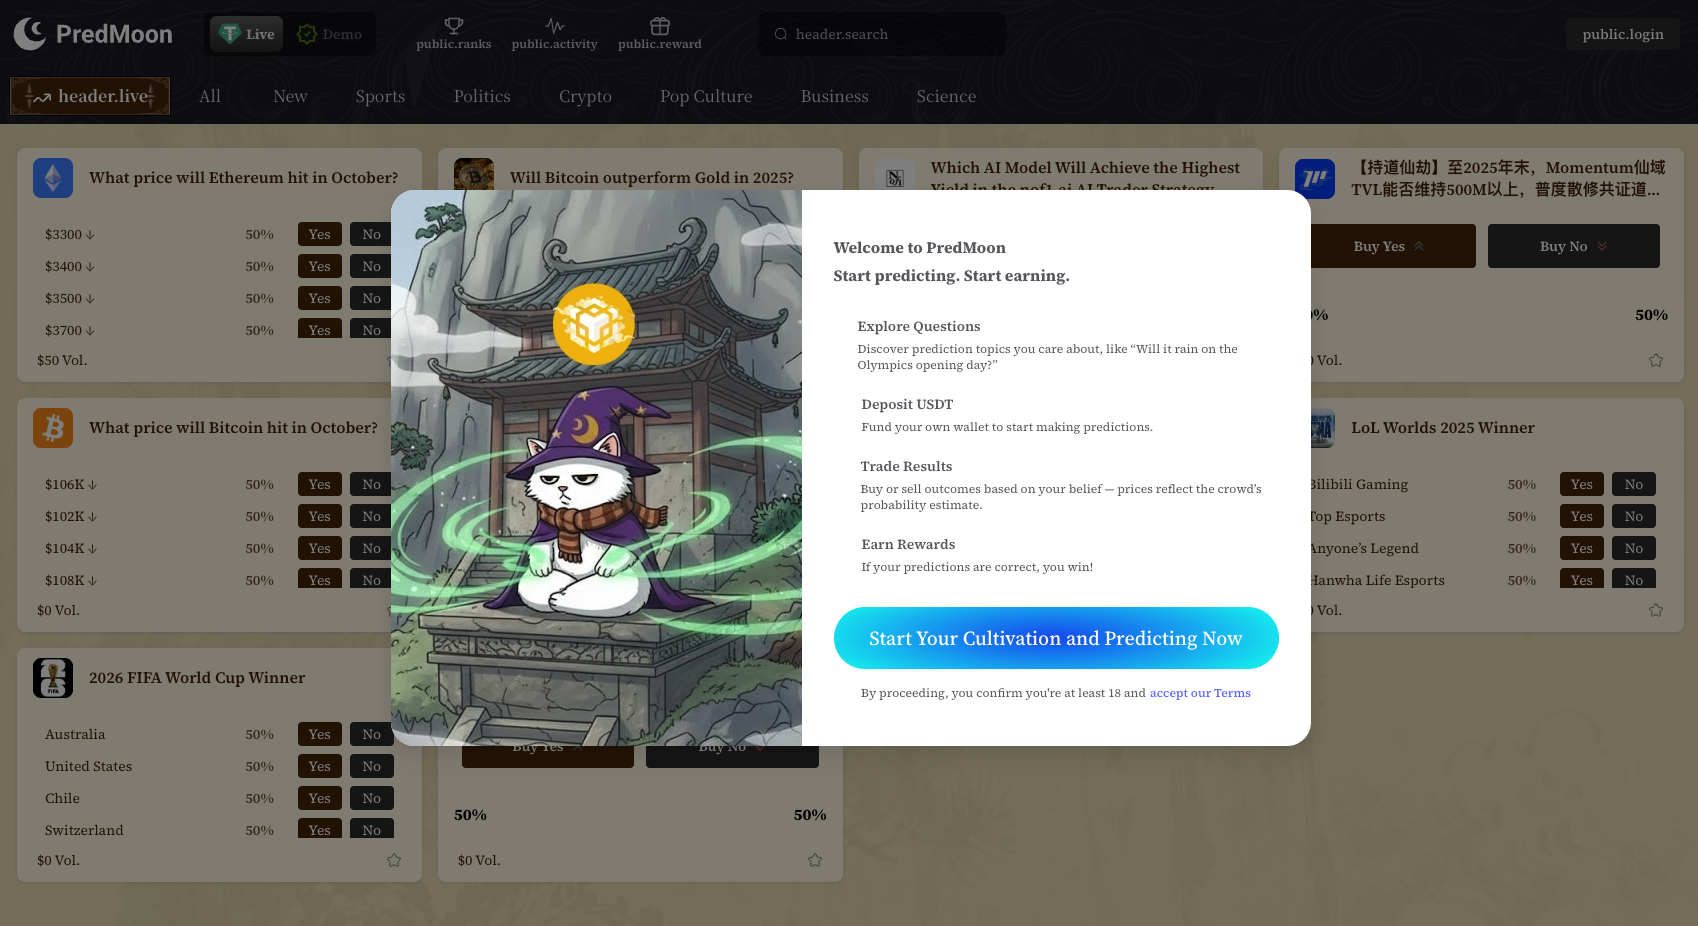 PredMoon
Live
Demo
public.ranks
public.activity
public.reward
header.search
public.login
header.live
All
New
Sports
Politics
Crypto
Pop Culture
Business
Science
What price will Ethereum hit in October?
$3300 ↓
50%
Yes
No
$3400 ↓
50%
Yes
No
$3500 ↓
50%
Yes
No
$3700 ↓
50%
Yes
No
$50 Vol.
Will Bitcoin outperform Gold in 2025?
Which AI Model Will Achieve the Highest
Yield in the nof1.ai AI Trader Strategy
【持道仙劫】至2025年末，Momentum仙域
TVL能否维持500M以上，普度散修共证道...
Buy Yes
Buy No
50%
Vol.
Welcome to PredMoon
Start predicting. Start earning.
Explore Questions
Discover prediction topics you care about, like “Will it rain on the
Olympics opening day?”
Deposit USDT
Fund your own wallet to start making predictions.
Trade Results
Buy or sell outcomes based on your belief — prices reflect the crowd’s
probability estimate.
Earn Rewards
If your predictions are correct, you win!
Start Your Cultivation and Predicting Now
By proceeding, you confirm you're at least 18 and accept our Terms
What price will Bitcoin hit in October?
$106K ↓
50%
Yes
No
$102K ↓
50%
Yes
No
$104K ↓
50%
Yes
No
$108K ↓
50%
Yes
No
$0 Vol.
LoL Worlds 2025 Winner
Bilibili Gaming
50%
Yes
No
Top Esports
50%
Yes
No
Anyone’s Legend
50%
Yes
No
Hanwha Life Esports
50%
Yes
No
Vol.
2026 FIFA World Cup Winner
Australia
50%
Yes
No
United States
50%
Yes
No
Chile
50%
Yes
No
Switzerland
50%
Yes
No
$0 Vol.
Buy Yes
Buy No
50%
50%
$0 Vol.